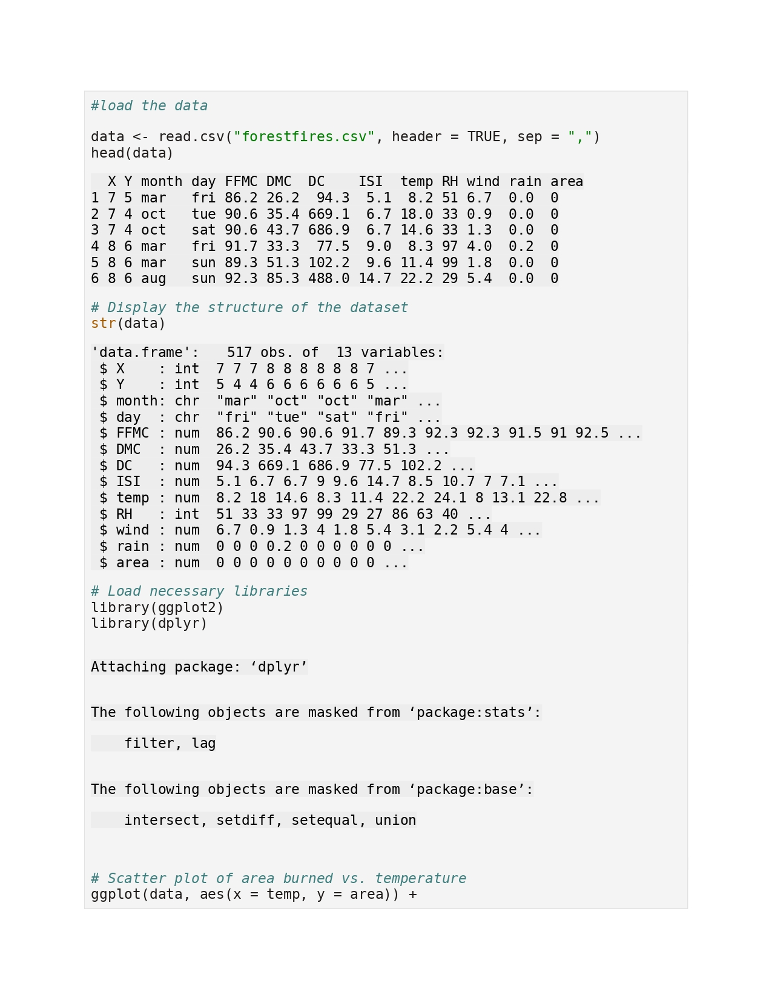 #load the data
data <- read.csv("forestfires.csv", header = TRUE, sep = ",")
head(data)
  X Y month day FFMC DMC  DC    ISI  temp RH wind rain area
1 7 5 mar   fri 86.2 26.2  94.3  5.1  8.2 51 6.7  0.0  0
2 7 4 oct   tue 90.6 35.4 669.1  6.7 18.0 33 0.9  0.0  0
3 7 4 oct   sat 90.6 43.7 686.9  6.7 14.6 33 1.3  0.0  0
4 8 6 mar   fri 91.7 33.3  77.5  9.0  8.3 97 4.0  0.2  0
5 8 6 mar   sun 89.3 51.3 102.2  9.6 11.4 99 1.8  0.0  0
6 8 6 aug   sun 92.3 85.3 488.0 14.7 22.2 29 5.4  0.0  0
# Display the structure of the dataset
str(data)
'data.frame':   517 obs. of  13 variables:
 $ X    : int  7 7 7 8 8 8 8 8 8 7 ...
 $ Y    : int  5 4 4 6 6 6 6 6 6 5 ...
 $ month: chr  "mar" "oct" "oct" "mar" ...
 $ day  : chr  "fri" "tue" "sat" "fri" ...
 $ FFMC : num  86.2 90.6 90.6 91.7 89.3 92.3 92.3 91.5 91 92.5 ...
 $ DMC  : num  26.2 35.4 43.7 33.3 51.3 ...
 $ DC   : num  94.3 669.1 686.9 77.5 102.2 ...
 $ ISI  : num  5.1 6.7 6.7 9 9.6 14.7 8.5 10.7 7 7.1 ...
 $ temp : num  8.2 18 14.6 8.3 11.4 22.2 24.1 8 13.1 22.8 ...
 $ RH   : int  51 33 33 97 99 29 27 86 63 40 ...
 $ wind : num  6.7 0.9 1.3 4 1.8 5.4 3.1 2.2 5.4 4 ...
 $ rain : num  0 0 0 0.2 0 0 0 0 0 0 ...
 $ area : num  0 0 0 0 0 0 0 0 0 0 ...
# Load necessary libraries
library(ggplot2)
library(dplyr)
Attaching package: ‘dplyr’
The following objects are masked from ‘package:stats’:
    filter, lag
The following objects are masked from ‘package:base’:
    intersect, setdiff, setequal, union
# Scatter plot of area burned vs. temperature
ggplot(data, aes(x = temp, y = area)) +